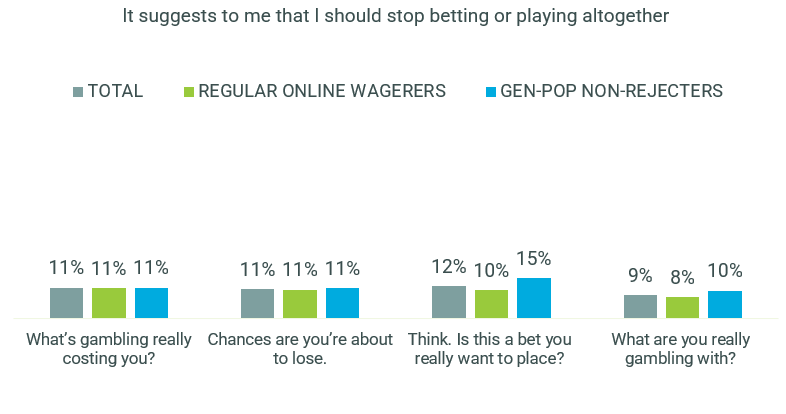 It suggests to me that I should stop betting or playing altogether
TOTAL REGULAR ONLINE WAGERERS GEN-POP NON-REJECTERS
11% 11% 11% 11% 11% 11% 12% 10% 15% 9% 8% 10%
What's gambling really costing you?
Chances are you're about to lose.
Think. Is this a bet you really want to place?
What are you really gambling with?